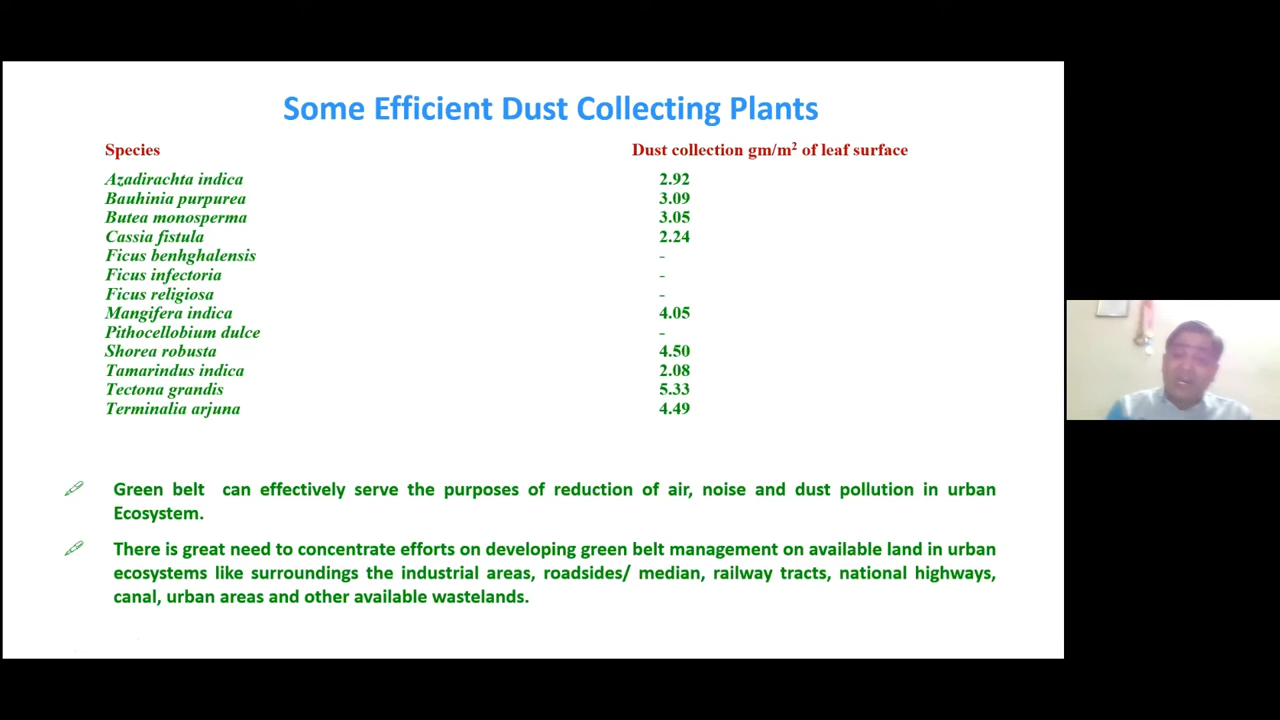 Some Efficient Dust Collecting Plants
Species Dust collection gm/m² of leaf surface
Azadirachta indica 2.92
Bauhinia purpurea 3.09
Butea monosperma 3.05
Cassia fistula 2.24
Ficus benhghalensis -
Ficus infectoria -
Ficus religiosa -
Mangifera indica 4.05
Pithocellobium dulce -
Shorea robusta 4.50
Tamarindus indica 2.08
Tectona grandis 5.33
Terminalia arjuna 4.49
Green belt can effectively serve the purposes of reduction of air, noise and dust pollution in urban
Ecosystem.
There is great need to concentrate efforts on developing green belt management on available land in urban
ecosystems like surroundings the industrial areas, roadsides/ median, railway tracts, national highways,
canal, urban areas and other available wastelands.